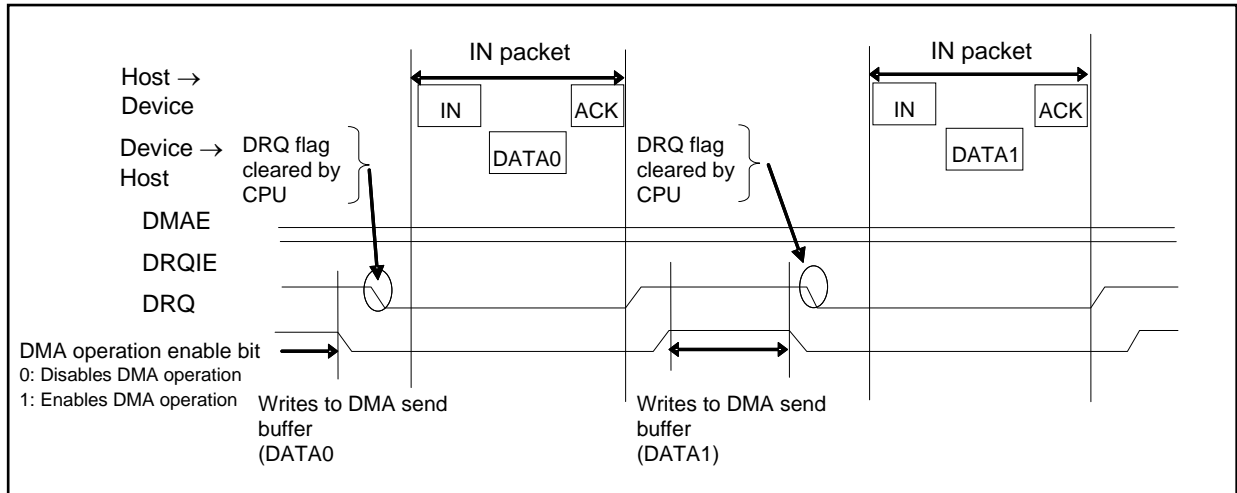 IN packet
IN packet
Host →
Device
IN
ACK
IN
ACK
Device →
Host
DRQ flag
cleared by
CPU
DATA0
DRQ flag
cleared by
CPU
DATA1
DMAE
DRQIE
DRQ
DMA operation enable bit
0: Disables DMA operation
1: Enables DMA operation
Writes to DMA send
buffer
(DATA0
Writes to DMA send
buffer
(DATA1)